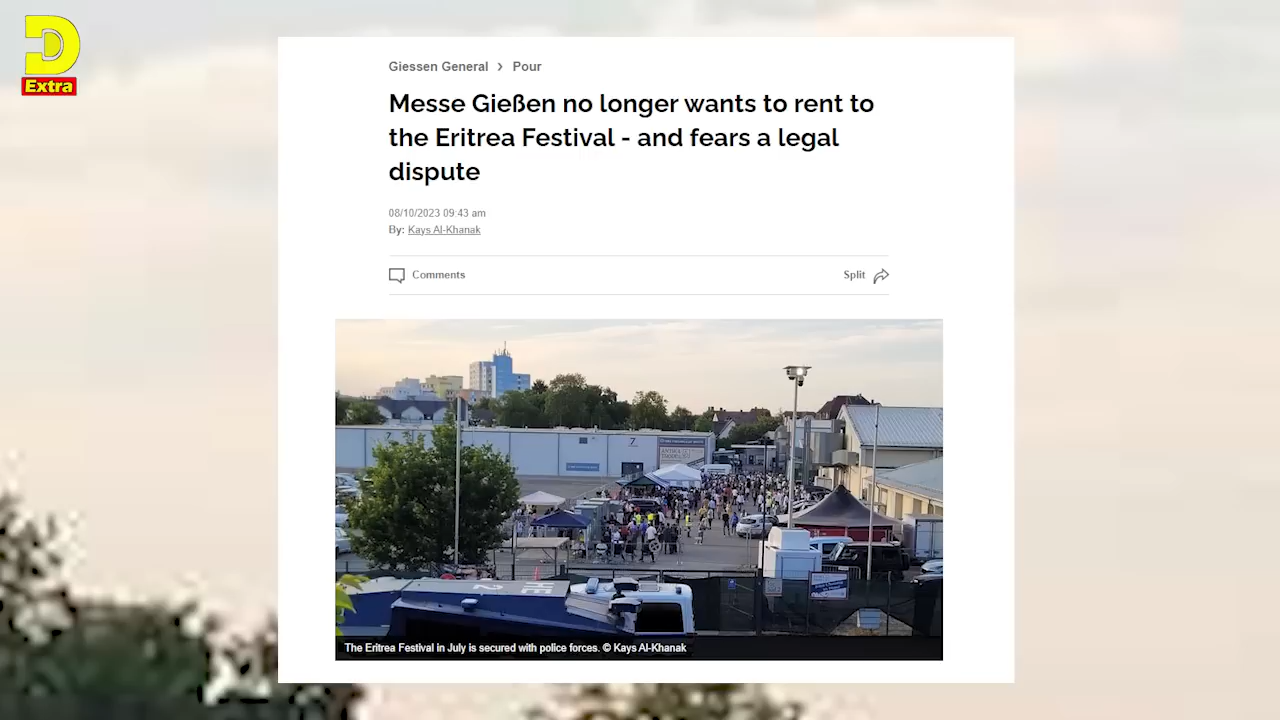 D
Extra
Giessen General › Pour
Messe Gießen no longer wants to rent to
the Eritrea Festival - and fears a legal
dispute
08/10/2023 09:43 am
By: Kays Al-Khanak
Comments
Split
7
The Eritrea Festival in July is secured with police forces. © Kays Al-Khanak